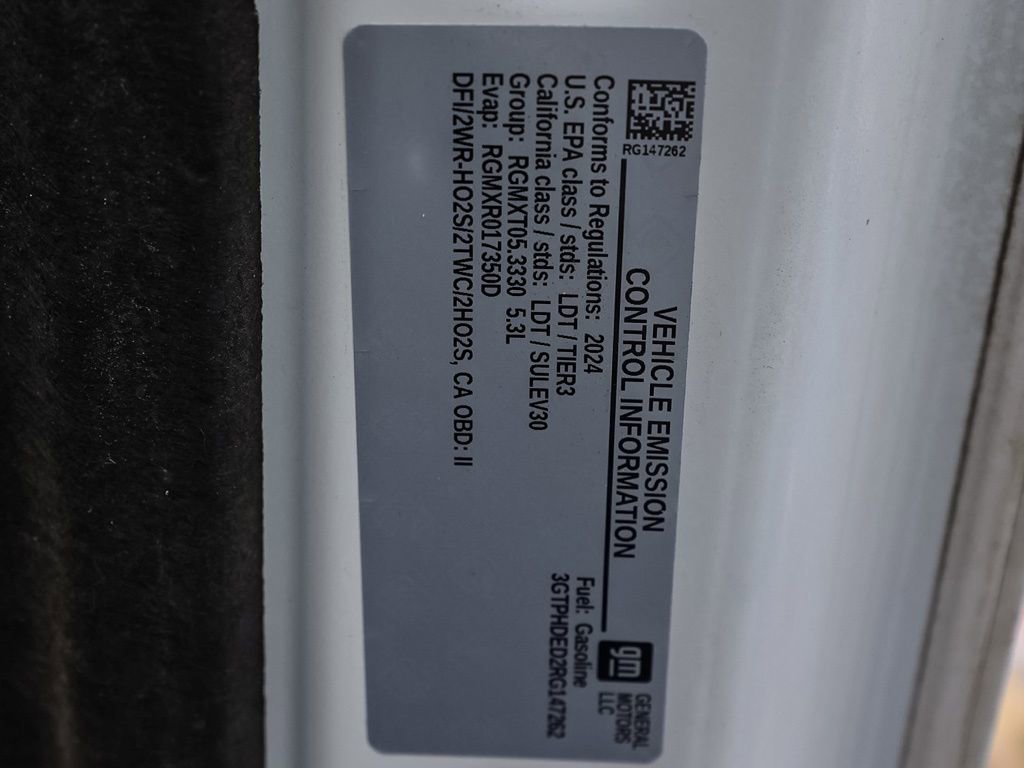 RG147262
VEHICLE EMISSION
CONTROL INFORMATION
gm
GENERAL
MOTORS
LLC
Conforms to Regulations: 2024
U.S. EPA class / stds: LDT / TIER3
California class / stds: LDT / SULEV30
Group: RGMXT05.3330 5.3L
Evap: RGMXR017350D
DFI/2WR-HO2S/2TWC/2HO2S, CA OBD: II
Fuel: Gasoline
3GTPHDED2RG147262